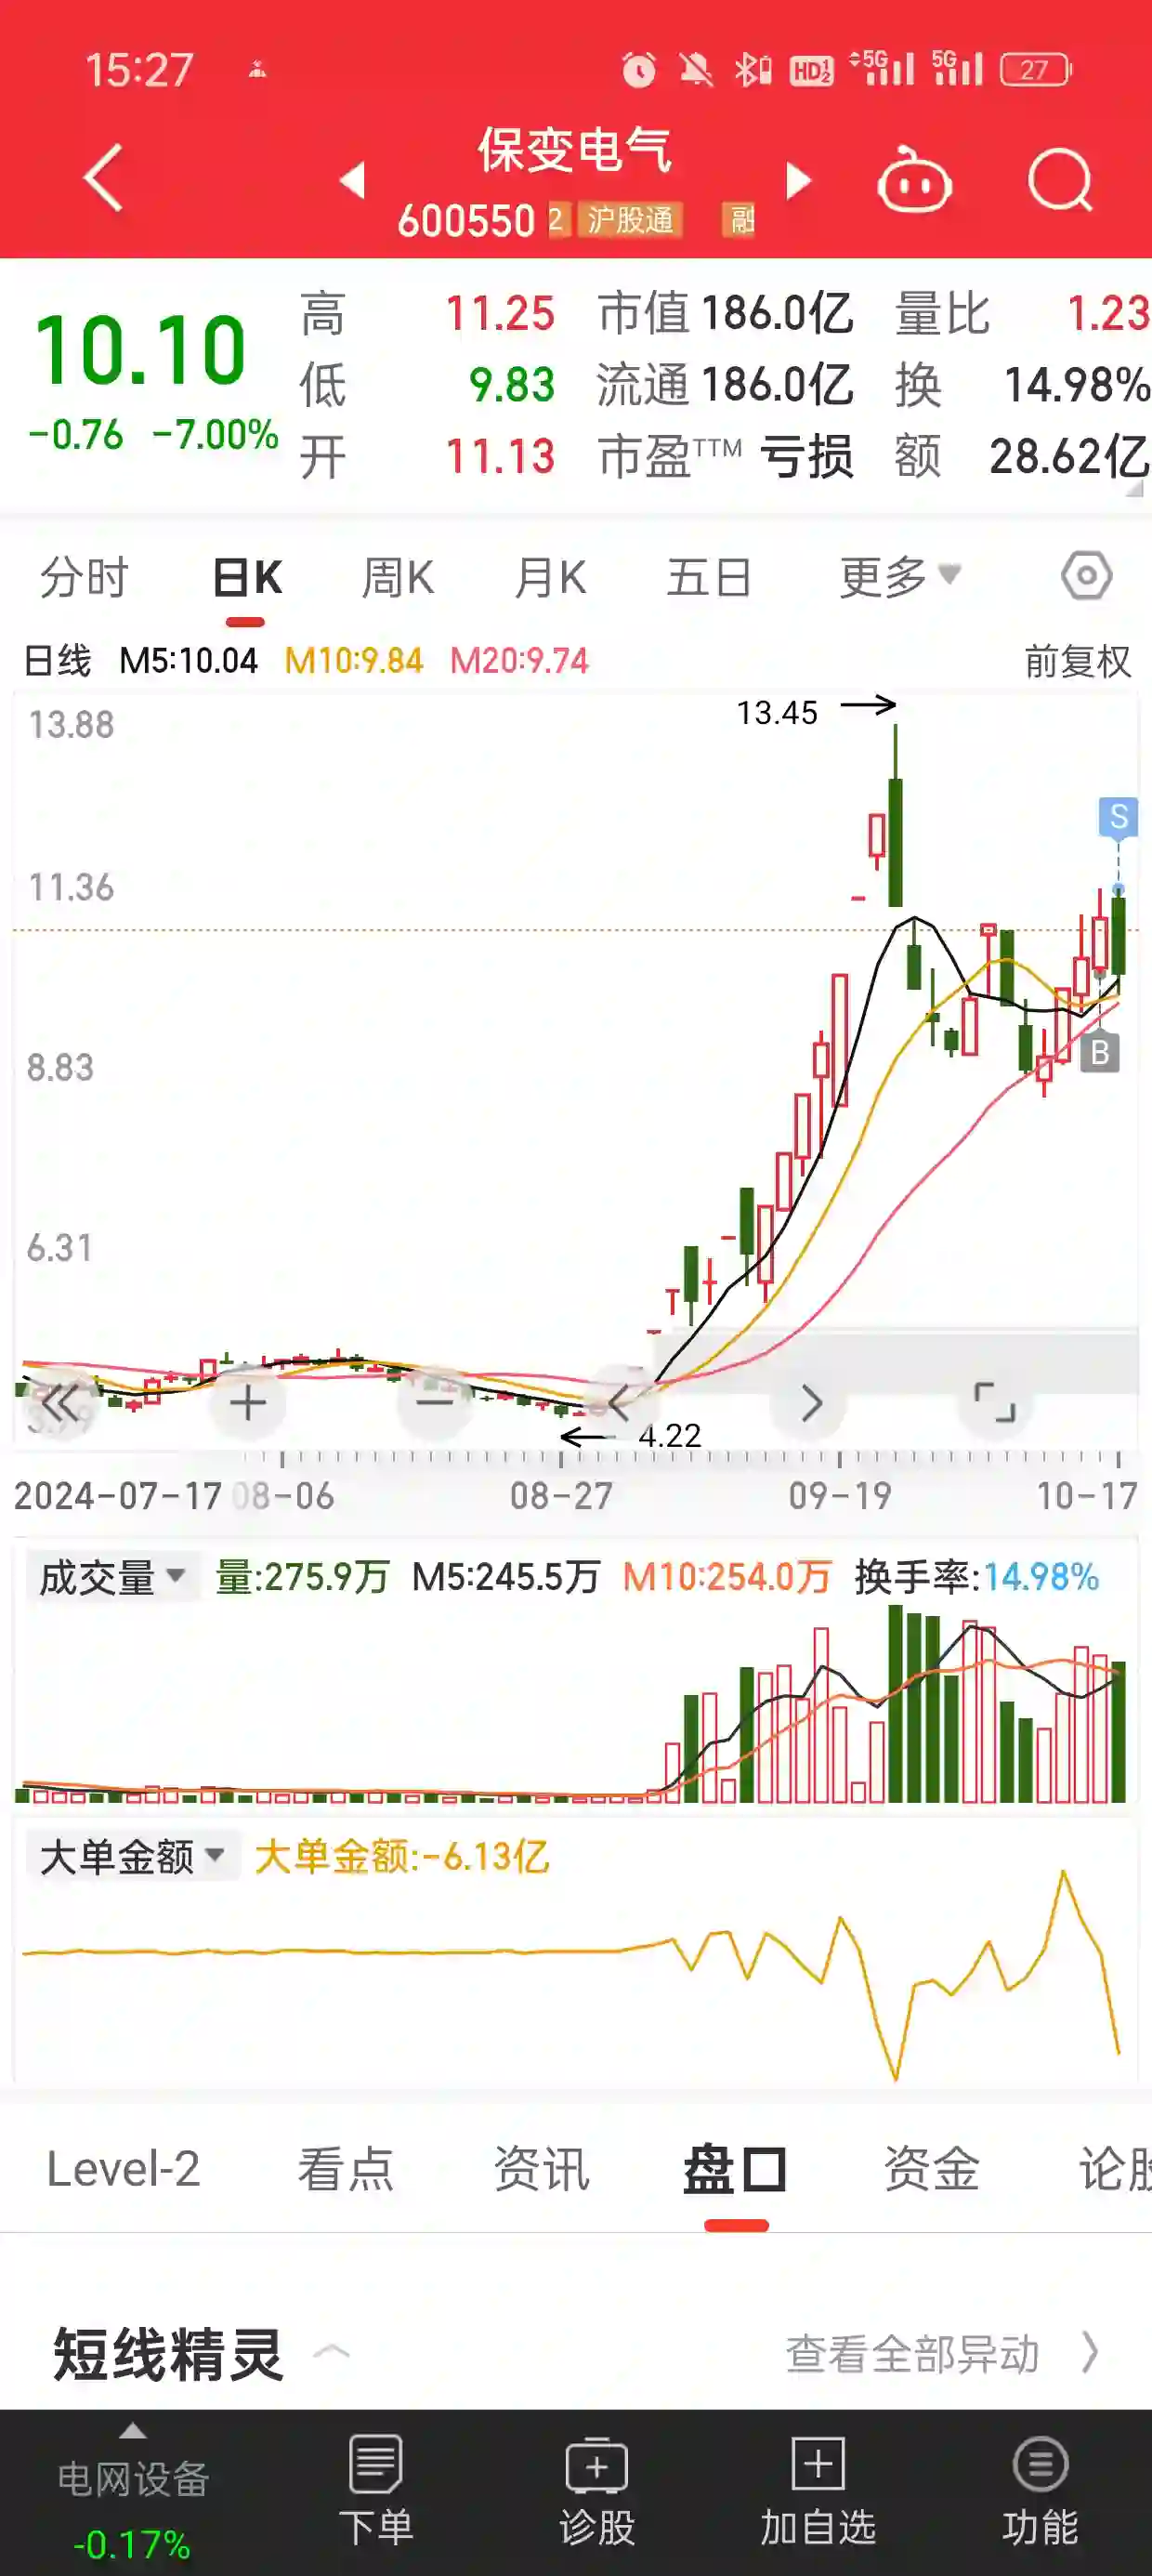 15:27 HD 1 2 5G 5G 27
保变电气
600550 2 沪股通 融
10.10
-0.76 -7.00%
高 11.25 市值 186.0亿 量比 1.23
低 9.83 流通 186.0亿 换 14.98%
开 11.13 市盈TTM 亏损 额 28.62亿
分时 日K 周K 月K 五日 更多
日线 M5:10.04 M10:9.84 M20:9.74 前复权
13.88
13.45
S
11.36
8.83
B
6.31
4.22
2024-07-17 08-06 08-27 09-19 10-17
成交量 量:275.9万 M5:245.5万 M10:254.0万 换手率:14.98%
大单金额 大单金额:-6.13亿
Level-2 看点 资讯 盘口 资金 论股
短线精灵 查看全部异动
电网设备 下单 诊股 加自选 功能
-0.17%